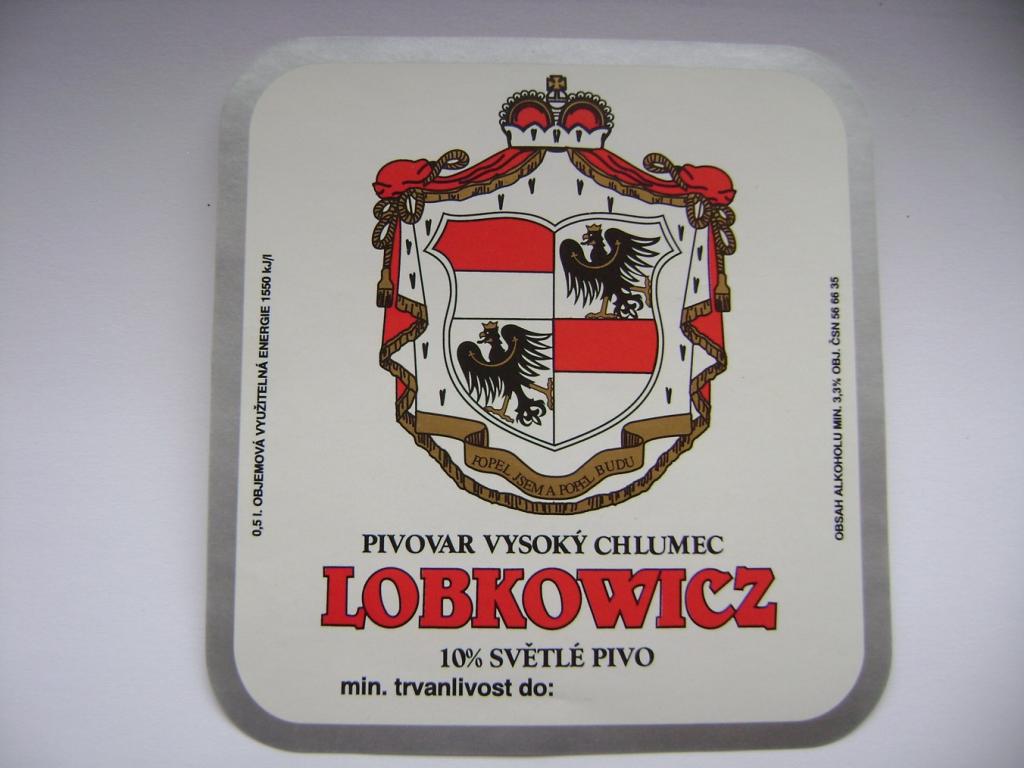 POPEL JSEM A POPEL BUDU
PIVOVAR VYSOKÝ CHLUMEC
LOBKOWICZ
10% SVĚTLÉ PIVO
min. trvanlivost do:
0,5 l. OBJEMOVÁ VYUŽITELNÁ ENERGIE 1550 kJ/l
OBSAH ALKOHOLU MIN. 3,3% OBJ. ČSN 56 66 35